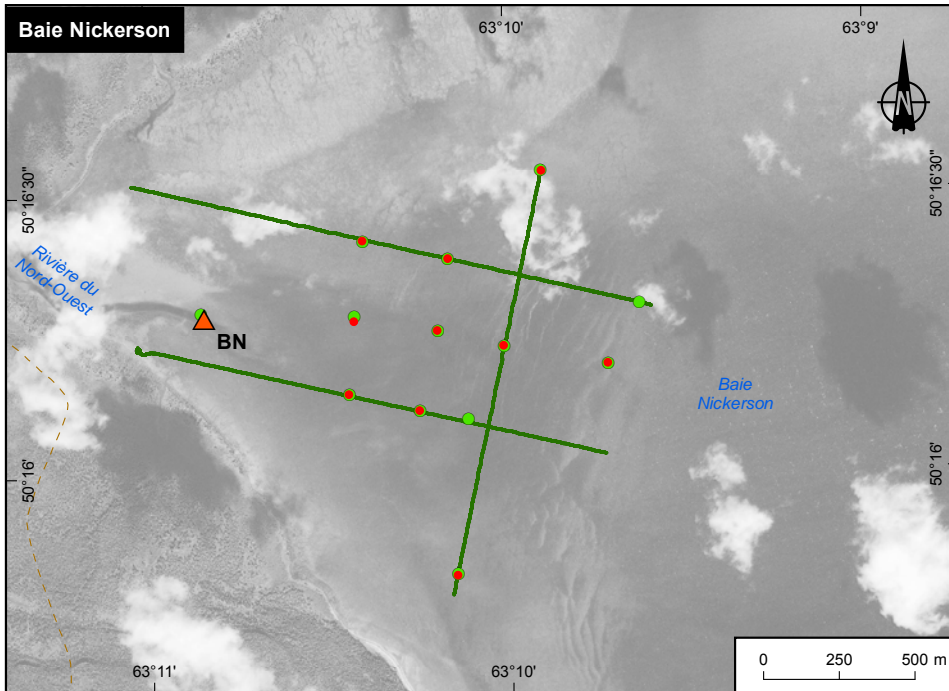 Baie Nickerson
63°10'
63°9'
N
50°16'30"
50°16'30"
Rivière du
Nord-Ouest
BN
Baie
Nickerson
50°16'
50°16'
63°11'
63°10'
0 250 500 m